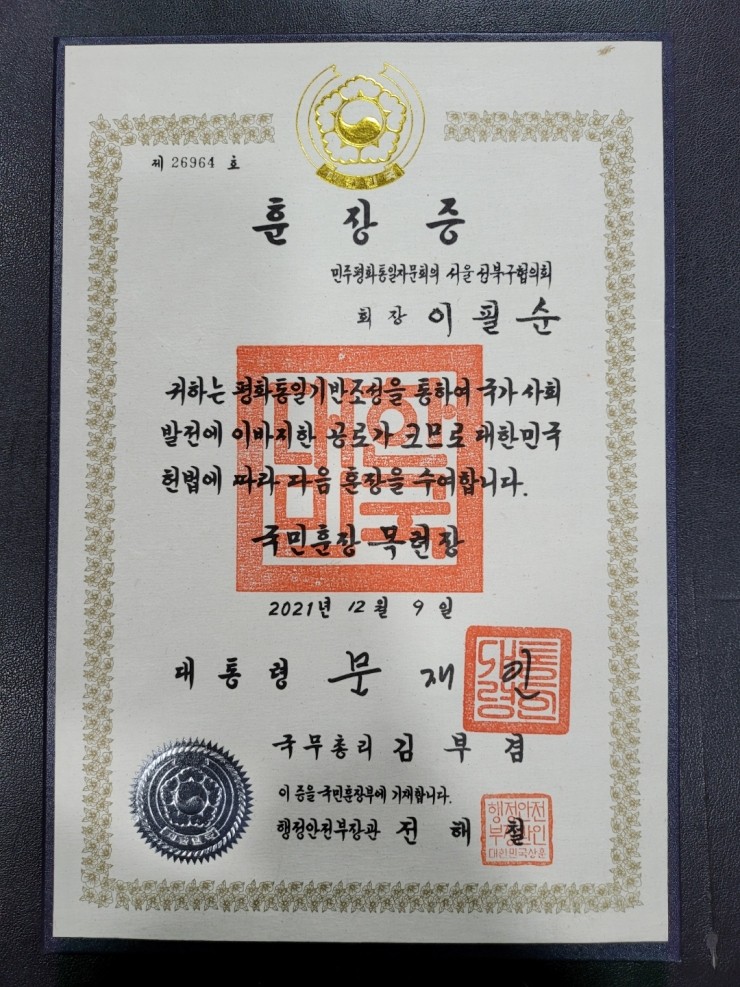 제 26964 호
훈장증
민주평화통일자문회의 서울성북구협의회
회장 이필순
귀하는 평화통일기반조성을 통하여 국가사회
발전에 이바지한 공로가 크므로 대한민국
헌법에 따라 다음 훈장을 수여합니다.
국민훈장 목련장
2021년 12월 9일
대통령 문재인
국무총리 김부겸
이 증을 국민훈장부에 기재합니다.
행정안전부장관 전해철